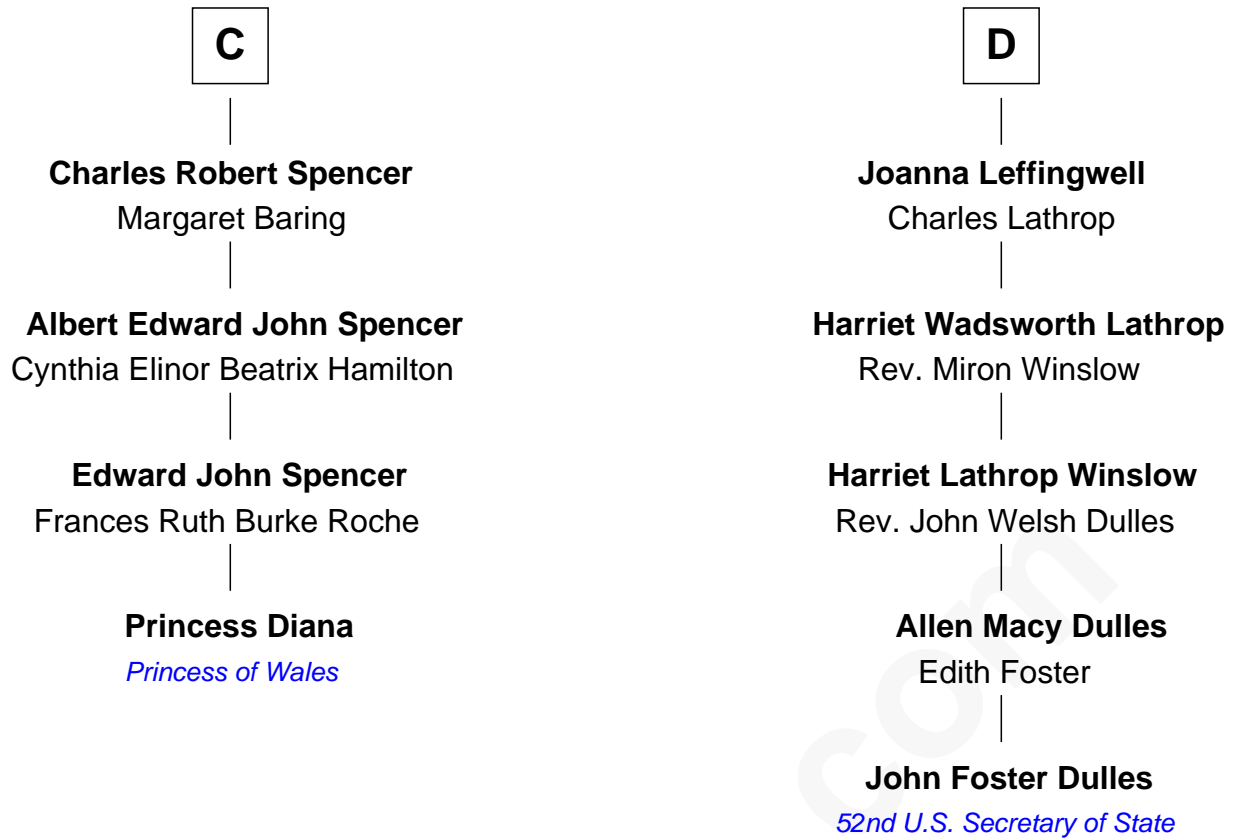 C
Charles Robert Spencer
Margaret Baring
Albert Edward John Spencer
Cynthia Elinor Beatrix Hamilton
Edward John Spencer
Frances Ruth Burke Roche
Princess Diana
Princess of Wales
D
Joanna Leffingwell
Charles Lathrop
Harriet Wadsworth Lathrop
Rev. Miron Winslow
Harriet Lathrop Winslow
Rev. John Welsh Dulles
Allen Macy Dulles
Edith Foster
John Foster Dulles
52nd U.S. Secretary of State
com